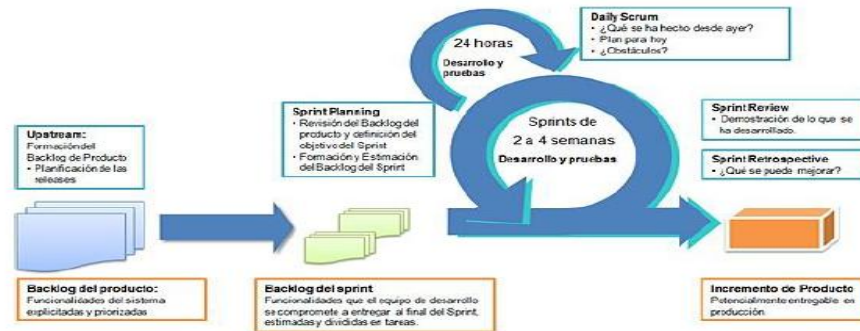 Daily Scrum
• ¿Qué se ha hecho desde ayer?
• Plan para hoy
• ¿Obstáculos?
24 horas
Desarrollo y
pruebas
Sprint Planning
• Revisión del Backlog del
producto y definición del
objetivo del Sprint
• Formación y Estimación
del Backlog del Sprint
Sprints de
2 a 4 semanas
Desarrollo y pruebas
Sprint Review
• Demostración de lo que se
ha desarrollado.
Sprint Retrospective
• ¿Qué se puede mejorar?
Upstream:
Formación del
Backlog de Producto
• Planificación de las
releases
Backlog del producto:
Funcionalidades del sistema
explicitadas y priorizadas
Backlog del sprint
Funcionalidades que el equipo de desarrollo
se compromete a entregar al final del Sprint,
estimadas y divididas en tareas.
Incremento de Producto
Potencialmente entregable en
producción